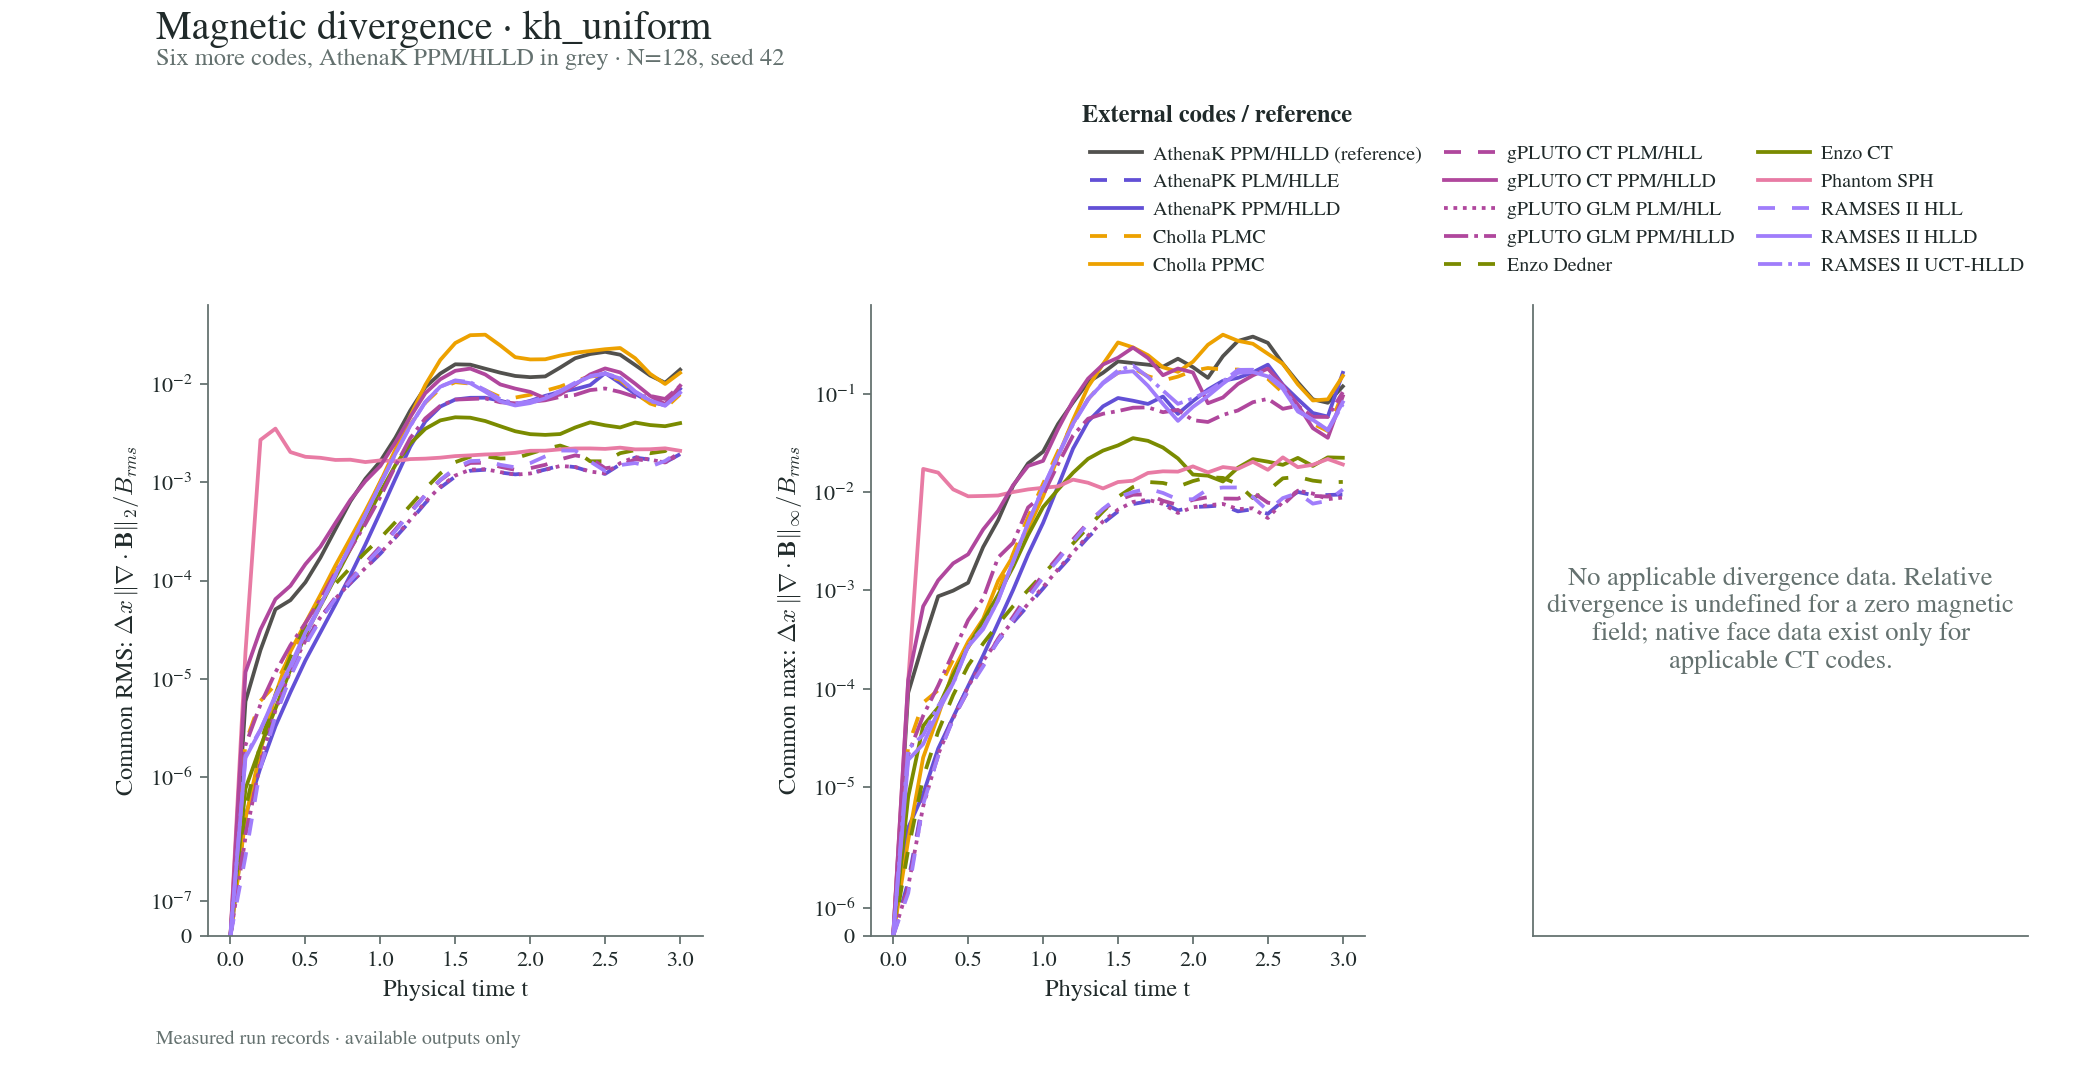 Magnetic divergence · kh_uniform
Six more codes, AthenaK PPM/HLLD in grey · N=128, seed 42
External codes / reference
AthenaK PPM/HLLD (reference)
AthenaPK PLM/HLLE
AthenaPK PPM/HLLD
Cholla PLMC
Cholla PPMC
gPLUTO CT PLM/HLL
gPLUTO CT PPM/HLLD
gPLUTO GLM PLM/HLL
gPLUTO GLM PPM/HLLD
Enzo Dedner
Enzo CT
Phantom SPH
RAMSES II HLL
RAMSES II HLLD
RAMSES II UCT-HLLD
Common RMS: Δx ||∇ · B||₂/B_rms
10⁻²
10⁻³
10⁻⁴
10⁻⁵
10⁻⁶
10⁻⁷
0
0.0 0.5 1.0 1.5 2.0 2.5 3.0
Physical time t
Common max: Δx ||∇ · B||∞/B_rms
10⁻¹
10⁻²
10⁻³
10⁻⁴
10⁻⁵
10⁻⁶
0
0.0 0.5 1.0 1.5 2.0 2.5 3.0
Physical time t
No applicable divergence data. Relative
divergence is undefined for a zero magnetic
field; native face data exist only for
applicable CT codes.
Measured run records · available outputs only